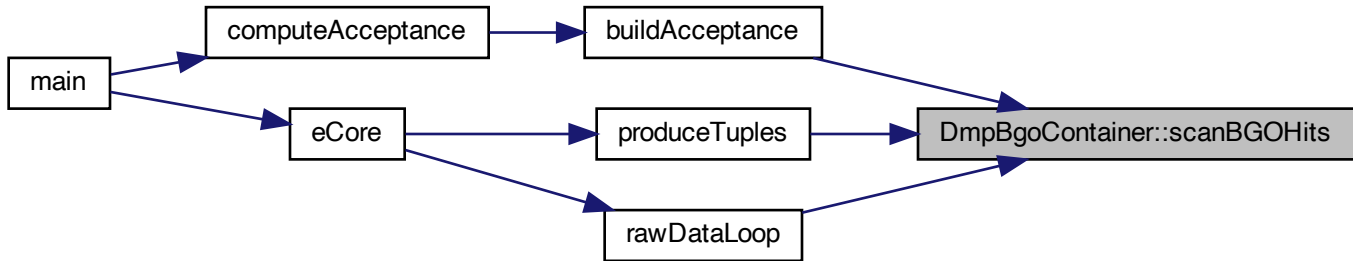 main
computeAcceptance
buildAcceptance
eCore
produceTuples
rawDataLoop
DmpBgoContainer::scanBGOHits